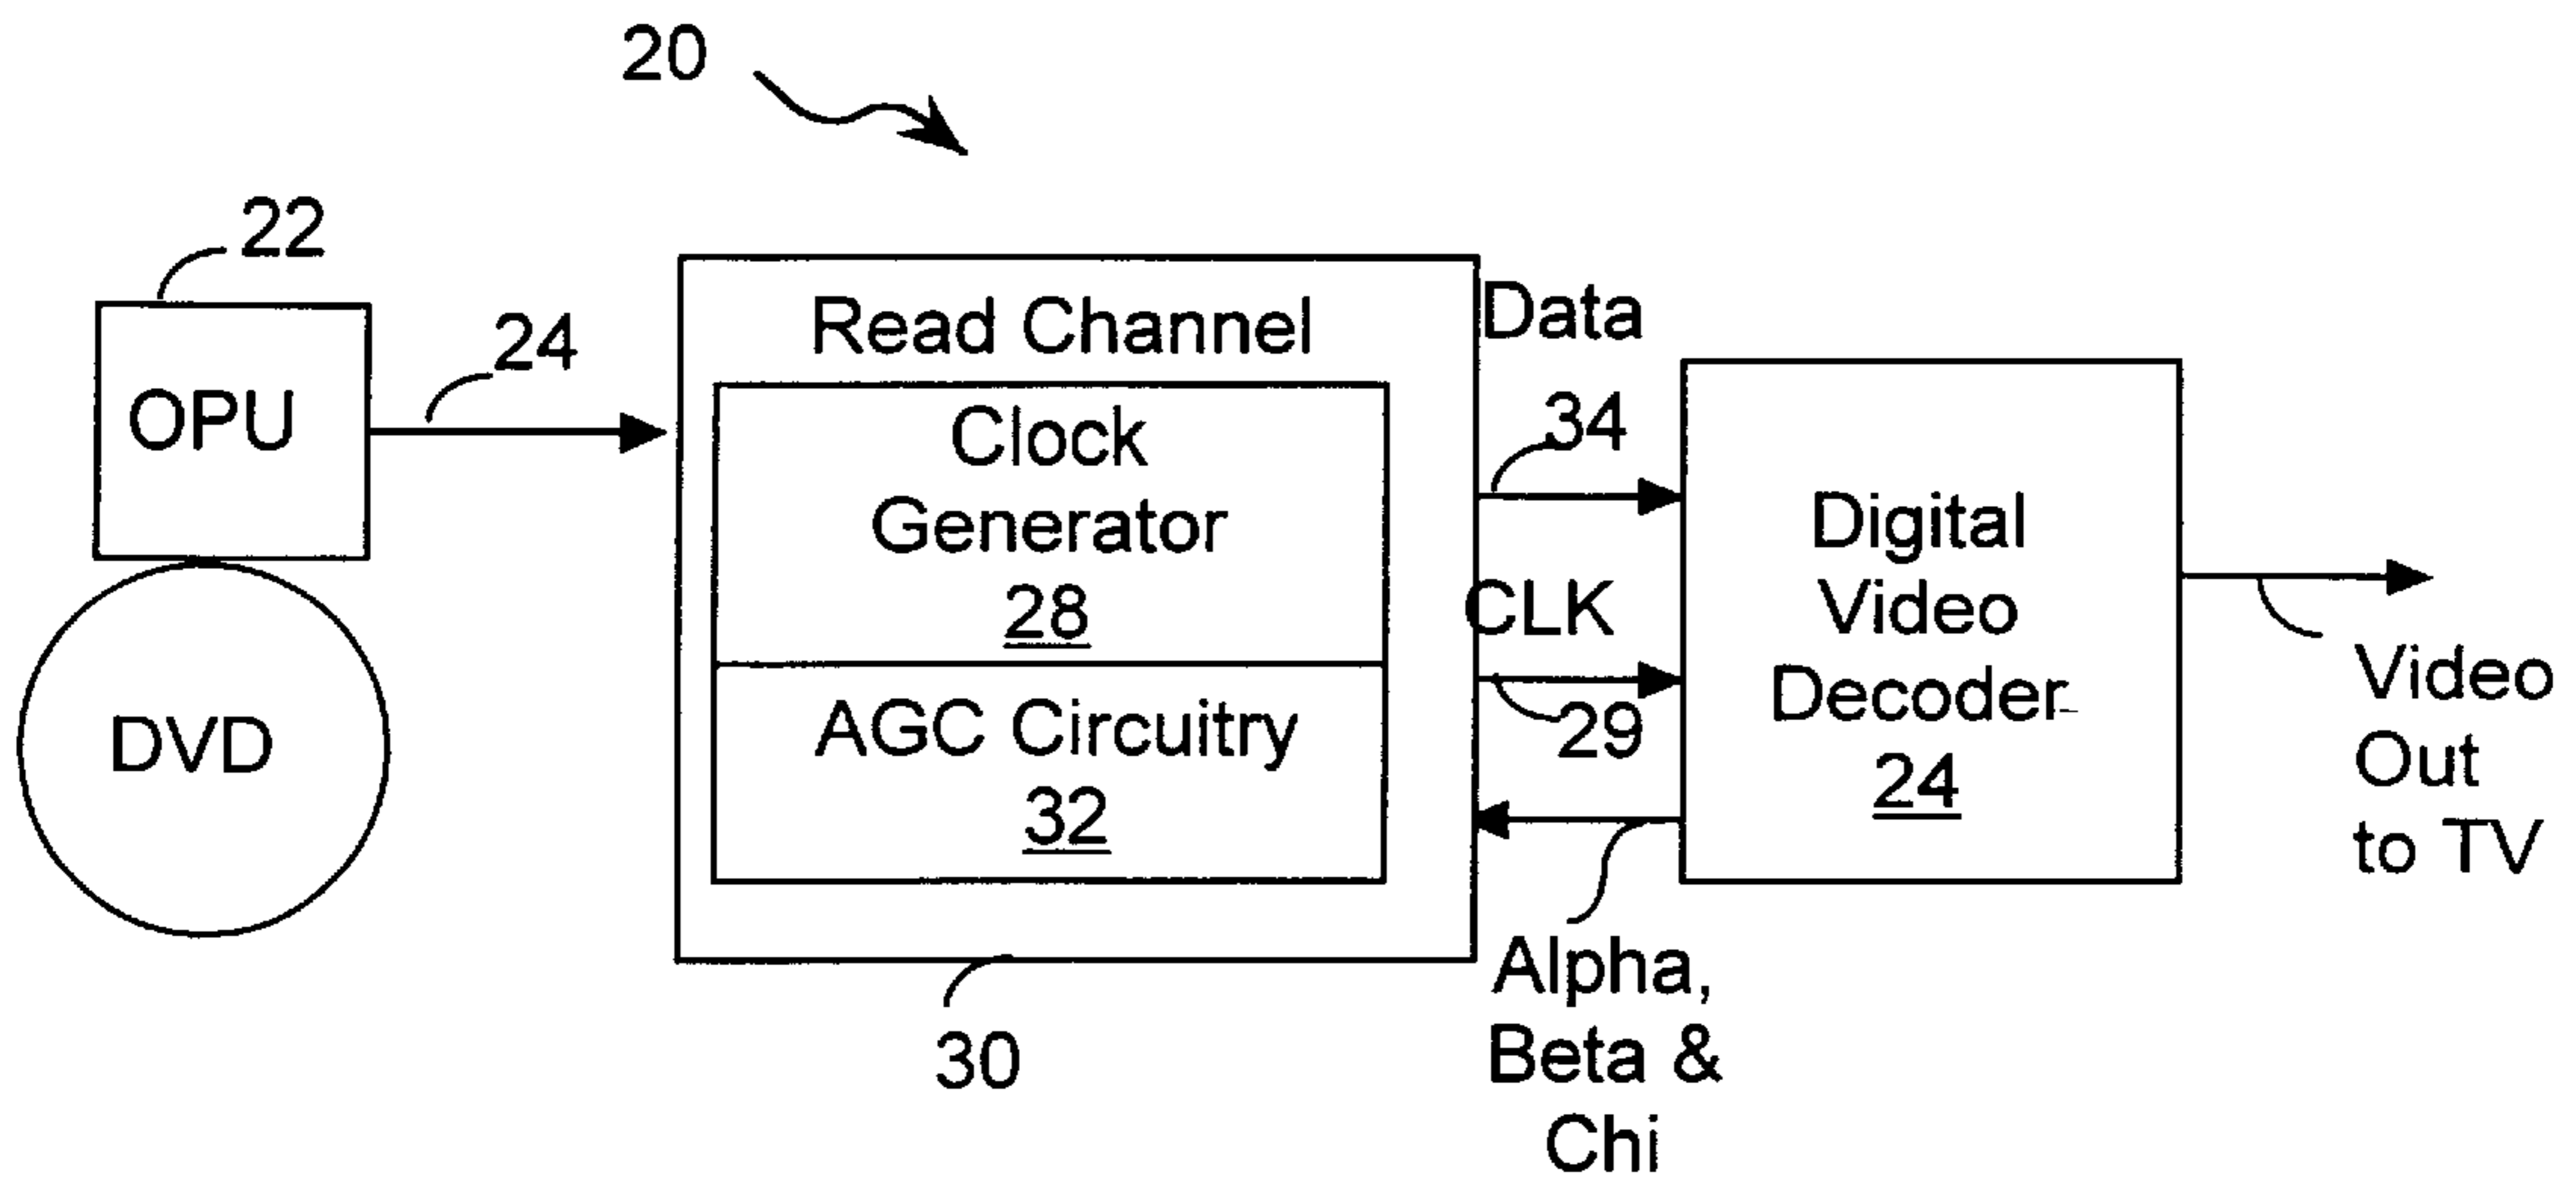 20
22
24
OPU
DVD
Read Channel
Clock
Generator
28
AGC Circuitry
32
30
Data
34
CLK
29
Alpha,
Beta &
Chi
Digital
Video
Decoder
24
Video
Out
to TV